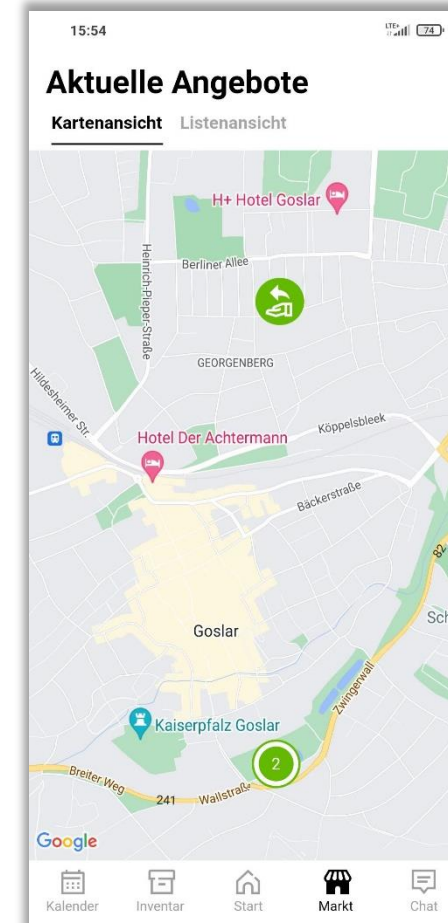 15:54
LTE+
74
Aktuelle Angebote
Kartenansicht Listenansicht
H+ Hotel Goslar
Heinrich-Pieper-Straße
Berliner Allee
GEORGENBERG
Hildesheimer Str.
Hotel Der Achtermann
Köppelsbleek
Bäckerstraße
82
Goslar
Sch
Zwingerwall
Kaiserpfalz Goslar
2
Breiter Weg
241
Wallstraße
Google
Kalender Inventar Start Markt Chat